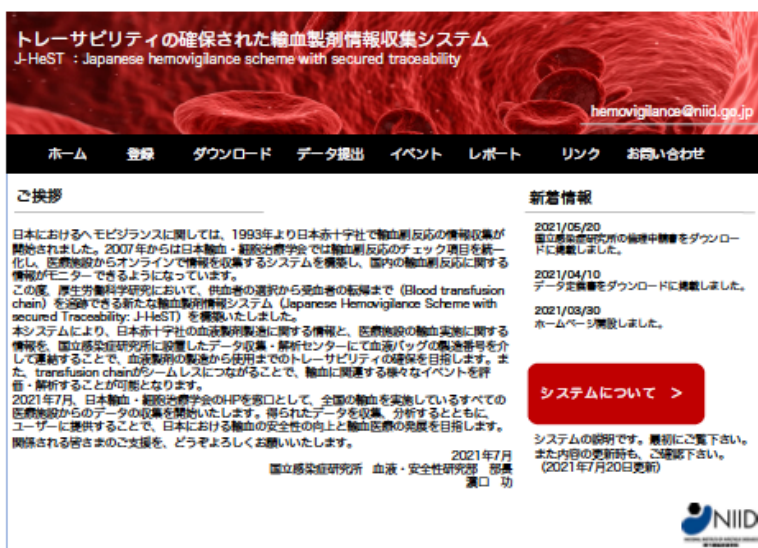 トレーサビリティの確保された輸血製剤情報収集システム
J-HeST ：Japanese hemovigilance scheme with secured traceability
hemovigilance@niid.go.jp
ホーム 登録 ダウンロード データ提出 イベント レポート リンク お問い合わせ
ご挨拶
日本におけるヘモビジランスに関しては、1993年より日本赤十字社で輸血副反応の情報収集が
開始されました。2007年からは日本輸血・細胞治療学会では輸血副反応のチェック項目を統一
化し、医療施設からオンラインで情報を収集するシステムを構築し、国内の輸血副反応に関する
情報がモニターできるようになっています。
この度、厚生労働科学研究において、供血者の選択から受血者の転帰まで（Blood transfusion
chain）を追跡できる新たな輸血製剤情報システム（Japanese Hemovigilance Scheme with
secured Traceability: J-HeST）を構築いたしました。
本システムにより、日本赤十字社の血液製剤製造に関する情報と、医療施設の輸血実施に関する
情報を、国立感染症研究所に設置したデータ収集・解析センターにて血液バッグの製造番号を介
して連結することで、血液製剤の製造から使用までのトレーサビリティの確保を目指します。ま
た、transfusion chainがシームレスにつながることで、輸血に関連する様々なイベントを評
価・解析することが可能となります。
2021年7月、日本輸血・細胞治療学会のHPを窓口として、全国の輸血を実施しているすべての
医療施設からのデータの収集を開始いたします。得られたデータを収集、分析するとともに、
ユーザーに提供することで、日本における輸血の安全性の向上と輸血医療の発展を目指します。
関係される皆さまのご支援を、どうぞよろしくお願いいたします。
2021年7月
国立感染症研究所 血液・安全性研究部 部長
濵口 功
新着情報
2021/05/20
国立感染症研究所の倫理申請書をダウンロー
ドに掲載しました。
2021/04/10
データ定義書をダウンロードに掲載しました。
2021/03/30
ホームページ開設しました。
システムについて ＞
システムの説明です。最初にご覧下さい。
また内容の更新時も、ご確認下さい。
（2021年7月20日更新）
NIID